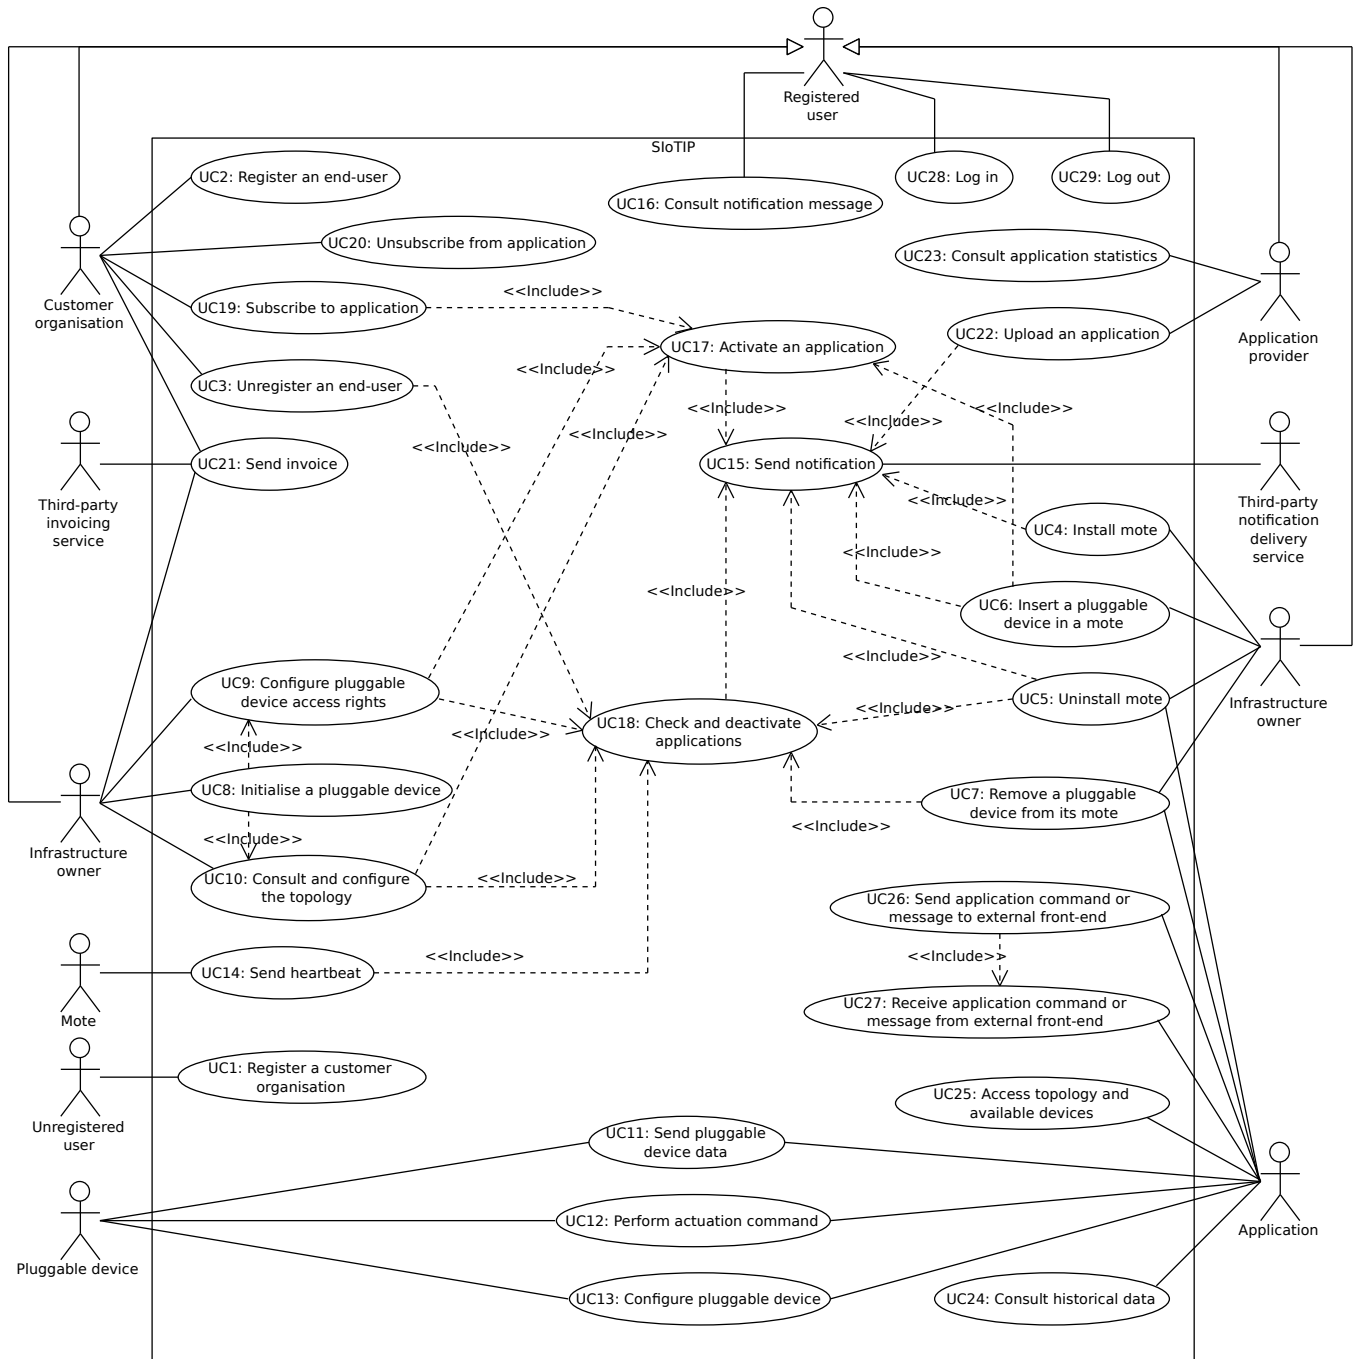 Registered
user
SIoTIP
UC2: Register an end-user
UC28: Log in
UC29: Log out
UC16: Consult notification message
UC20: Unsubscribe from application
UC23: Consult application statistics
Customer
organisation
<<Include>>
UC19: Subscribe to application
UC22: Upload an application
Application
provider
UC17: Activate an application
<<Include>>
UC3: Unregister an end-user
<<Include>>
<<Include>>
<<Include>>
<<Include>>
<<Include>>
UC21: Send invoice
UC15: Send notification
Third-party
invoicing
service
Third-party
notification
delivery
service
<<Include>>
UC4: Install mote
<<Include>>
<<Include>>
UC6: Insert a pluggable
device in a mote
<<Include>>
UC9: Configure pluggable
device access rights
UC5: Uninstall mote
Infrastructure
owner
<<Include>>
UC18: Check and deactivate
applications
<<Include>>
<<Include>>
UC8: Initialise a pluggable device
UC7: Remove a pluggable
device from its mote
<<Include>>
<<Include>>
Infrastructure
owner
UC10: Consult and configure
the topology
<<Include>>
UC26: Send application command or
message to external front-end
<<Include>>
<<Include>>
UC14: Send heartbeat
Mote
UC27: Receive application command or
message from external front-end
UC1: Register a customer
organisation
UC25: Access topology and
available devices
Unregistered
user
UC11: Send pluggable
device data
UC12: Perform actuation command
Application
Pluggable device
UC13: Configure pluggable device
UC24: Consult historical data